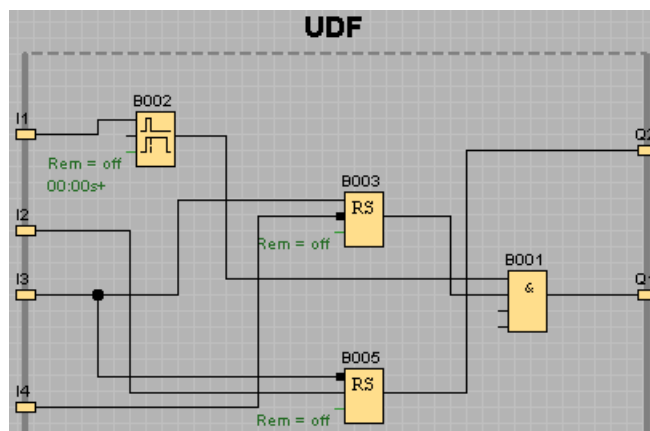 UDF
B002
I1
Rem = off
00:00s+
Q2
B003
RS
I2
Rem = off
B001
&
I3
Q1
B005
RS
I4
Rem = off